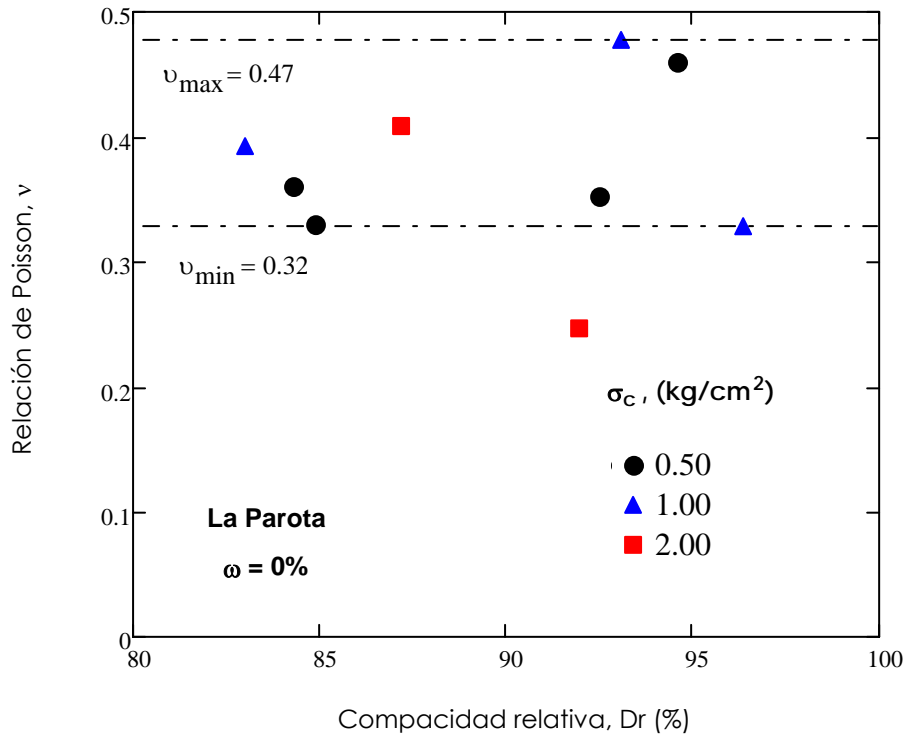 0.5
υmax = 0.47
0.4
υmin = 0.32
0.3
0.2
σc , (kg/cm²)
0.50
1.00
2.00
0.1
La Parota
ω = 0%
0
80
85
90
95
100
Relación de Poisson, ν
Compacidad relativa, Dr (%)